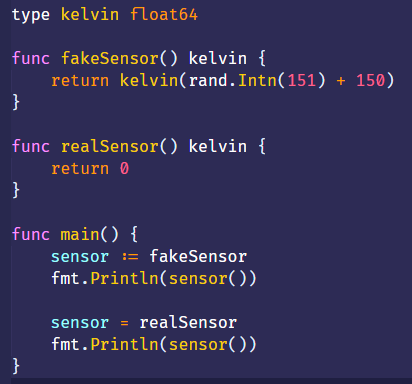 type kelvin float64
func fakeSensor() kelvin {
    return kelvin(rand.Intn(151) + 150)
}
func realSensor() kelvin {
    return 0
}
func main() {
    sensor := fakeSensor
    fmt.Println(sensor())
    sensor = realSensor
    fmt.Println(sensor())
}